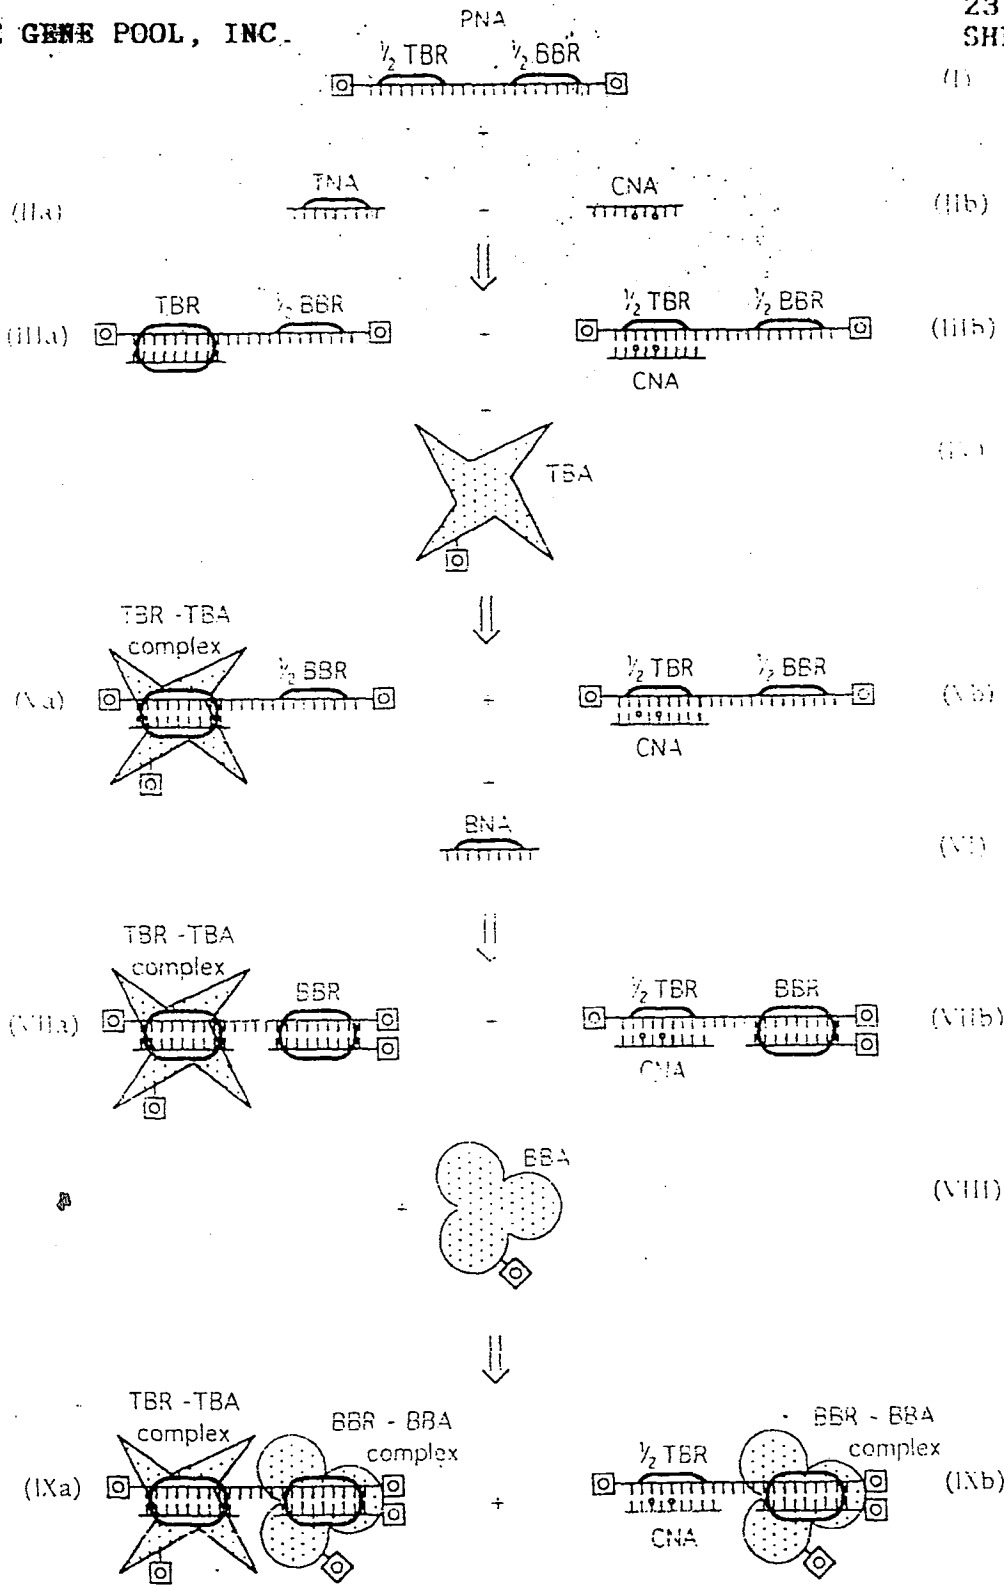 GENE POOL, INC.
23
PNA
½ TBR ½ BBR
(I)
+
TNA CNA
(IIa) (IIb)
TBR ½ BBR ½ TBR ½ BBR
(IIIa) (IIIb)
CNA
TBA
TBR - TBA
complex
½ BBR ½ TBR ½ BBR
(Va) + (Vb)
CNA
BNA
(VI)
TBR - TBA
complex
BBR ½ TBR BBR
(VIIa) (VIIb)
CNA
BBA
+ (VIII)
TBR - TBA
complex
BBR - BBA
complex
½ TBR
BBR - BBA
complex
(IXa) + (IXb)
CNA